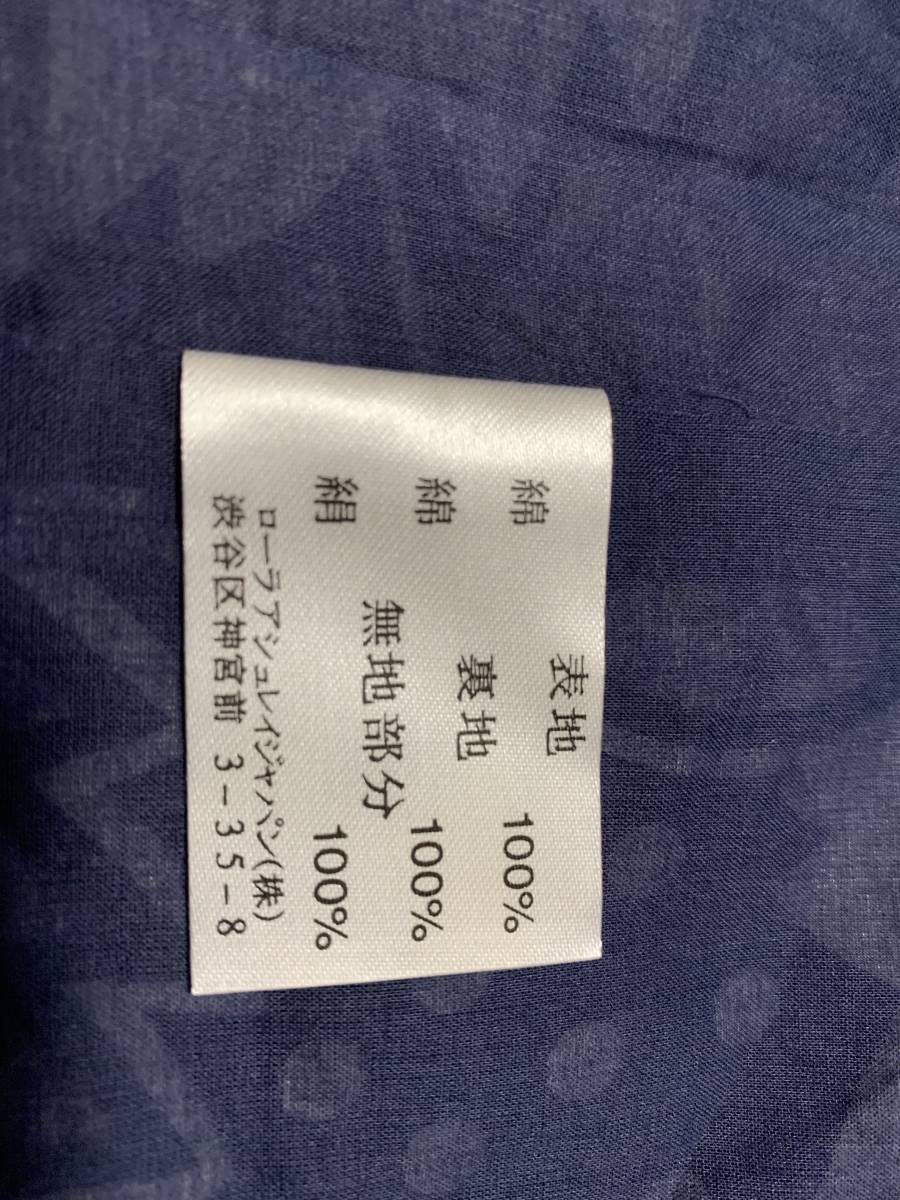 表地
綿 100%
裏地
綿 100%
無地部分
絹 100%
ローラアシュレイジャパン(株)
渋谷区神宮前 3-35-8